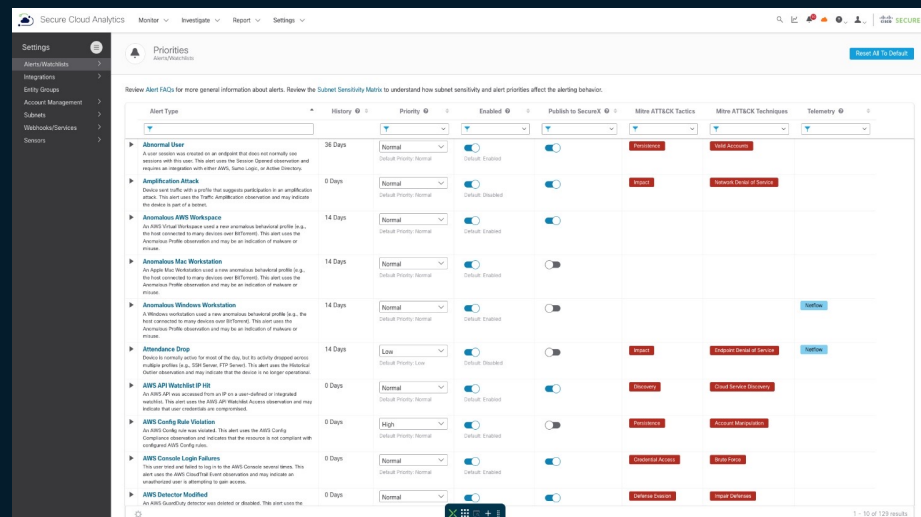 Secure Cloud Analytics
Monitor
Investigate
Report
Settings
SECURE
Settings
Alerts/Watchlists
Integrations
Entity Groups
Account Management
Subnets
Webhooks/Services
Sensors
Priorities
Alerts/Watchlists
Reset All To Default
Review Alert FAQs for more general information about alerts. Review the Subnet Sensitivity Matrix to understand how subnet sensitivity and alert priorities affect the alerting behavior.
Alert Type
History
Priority
Enabled
Publish to SecureX
Mitre ATT&CK Tactics
Mitre ATT&CK Techniques
Telemetry
Abnormal User
A user session was created on an endpoint that does not normally see
sessions with this user. This alert uses the Session Opened observation and
requires an integration with either AWS, Sumo Logic, or Active Directory.
36 Days
Normal
Default Priority: Normal
Default: Enabled
Persistence
Valid Accounts
Amplification Attack
Device sent traffic with a profile that suggests participation in an amplification
attack. This alert uses the Traffic Amplification observation and may indicate
the device is part of a botnet.
0 Days
Normal
Default Priority: Normal
Default: Disabled
Impact
Network Denial of Service
Anomalous AWS Workspace
An AWS Virtual Workspace used a new anomalous behavioral profile (e.g.,
the host connected to many devices over BitTorrent). This alert uses the
Anomalous Profile observation and may be an indication of malware or
misuse.
14 Days
Normal
Default Priority: Normal
Default: Enabled
Anomalous Mac Workstation
An Apple Mac Workstation used a new anomalous behavioral profile (e.g.,
the host connected to many devices over BitTorrent). This alert uses the
Anomalous Profile observation and may be an indication of malware or
misuse.
14 Days
Normal
Default Priority: Normal
Default: Enabled
Anomalous Windows Workstation
A Windows workstation used a new anomalous behavioral profile (e.g., the
host connected to many devices over BitTorrent). This alert uses the
Anomalous Profile observation and may be an indication of malware or
misuse.
14 Days
Normal
Default Priority: Normal
Default: Enabled
Netflow
Attendance Drop
Device is normally active for most of the day, but its activity dropped across
multiple profiles (e.g., SSH Server, FTP Server). This alert uses the Historical
Outlier observation and may indicate that the device is no longer operational.
14 Days
Low
Default Priority: Low
Default: Disabled
Impact
Endpoint Denial of Service
Netflow
AWS API Watchlist IP Hit
An AWS API was accessed from an IP on a user-defined or integrated
watchlist. This alert uses the AWS API Watchlist Access observation and may
indicate that user credentials are compromised.
0 Days
Normal
Default Priority: Normal
Default: Enabled
Discovery
Cloud Service Discovery
AWS Config Rule Violation
An AWS Config rule was violated. This alert uses the AWS Config
Compliance observation and indicates that the resource is not compliant with
configured AWS Config rules.
0 Days
High
Default Priority: Normal
Default: Enabled
Persistence
Account Manipulation
AWS Console Login Failures
This user tried and failed to log in to the AWS Console several times. This
alert uses the AWS CloudTrail Event observation and may indicate an
unauthorized user is attempting to gain access.
0 Days
Normal
Default Priority: Normal
Default: Enabled
Credential Access
Brute Force
AWS Detector Modified
An AWS GuardDuty detector was deleted or disabled. This alert uses the
0 Days
Normal
Defense Evasion
Impair Defenses
1 - 10 of 129 results